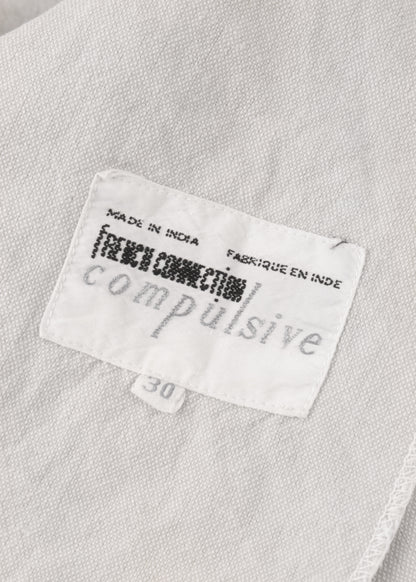 MADE IN INDIA FABRIQUE EN INDE
french connection
compulsive
30